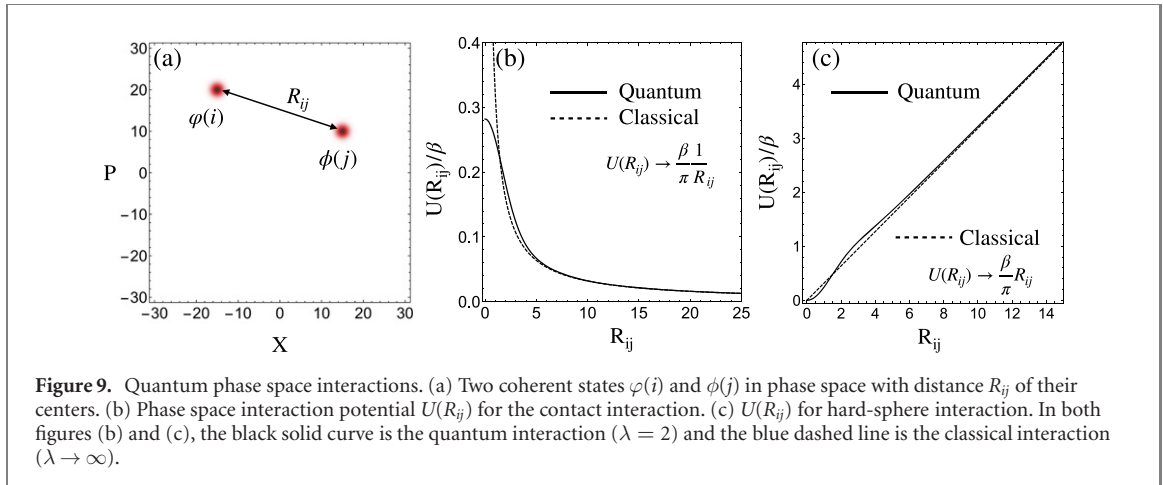 (a)
30
20
10
0
−10
−20
−30
P
−30
−20
−10
0
10
20
30
X
φ(i)
R_ij
ϕ(j)
(b)
0.4
0.3
0.2
0.1
0.0
U(R_ij)/β
0
5
10
15
20
25
R_ij
Quantum
Classical
U(R_ij) → β/π 1/R_ij
(c)
4
3
2
1
0
U(R_ij)/β
0
2
4
6
8
10
12
14
R_ij
Quantum
Classical
U(R_ij) → β/π R_ij
Figure 9. Quantum phase space interactions. (a) Two coherent states φ(i) and ϕ(j) in phase space with distance R_ij of their
centers. (b) Phase space interaction potential U(R_ij) for the contact interaction. (c) U(R_ij) for hard-sphere interaction. In both
figures (b) and (c), the black solid curve is the quantum interaction (λ = 2) and the blue dashed line is the classical interaction
(λ → ∞).